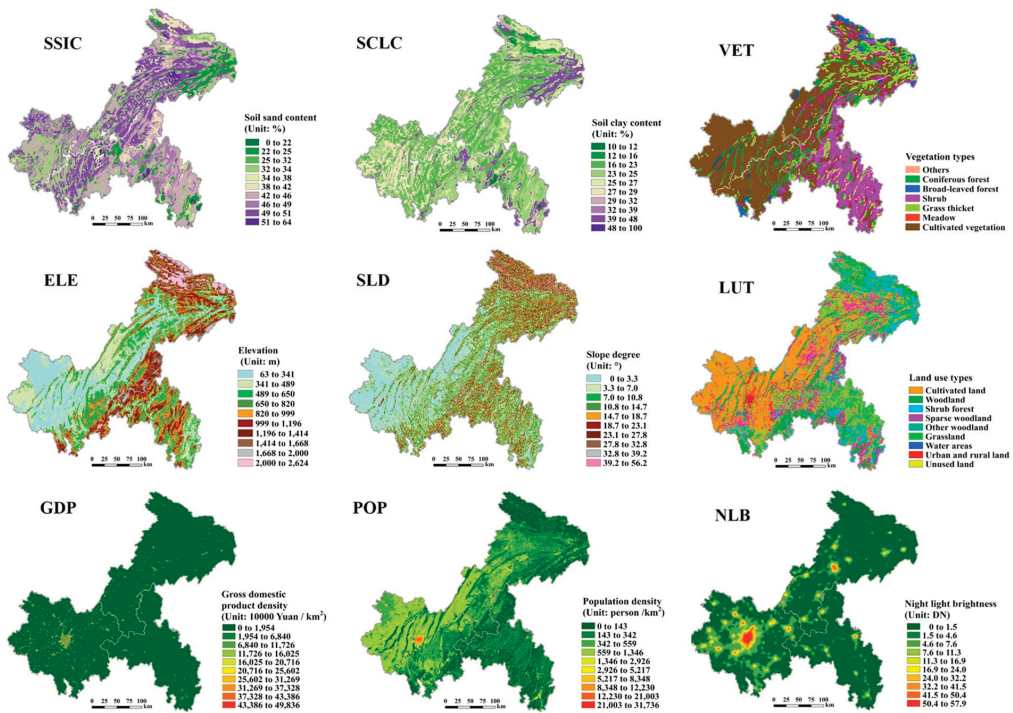 SSIC
Soil sand content
(Unit: %)
0 to 22
22 to 25
25 to 32
32 to 34
34 to 38
38 to 42
42 to 46
46 to 49
49 to 51
51 to 64
0 25 50 75 100
km
SCLC
Soil clay content
(Unit: %)
10 to 12
12 to 16
16 to 23
23 to 25
25 to 27
27 to 29
29 to 32
32 to 39
39 to 48
48 to 100
0 25 50 75 100
km
VET
Vegetation types
Others
Coniferous forest
Broad-leaved forest
Shrub
Grass thicket
Meadow
Cultivated vegetation
0 25 50 75 100
km
ELE
Elevation
(Unit: m)
63 to 341
341 to 489
489 to 650
650 to 820
820 to 999
999 to 1,196
1,196 to 1,414
1,414 to 1,668
1,668 to 2,000
2,000 to 2,624
0 25 50 75 100
km
SLD
Slope degree
(Unit: °)
0 to 3.3
3.3 to 7.0
7.0 to 10.8
10.8 to 14.7
14.7 to 18.7
18.7 to 23.1
23.1 to 27.8
27.8 to 32.8
32.8 to 39.2
39.2 to 56.2
0 25 50 75 100
km
LUT
Land use types
Cultivated land
Woodland
Shrub forest
Sparse woodland
Other woodland
Grassland
Water areas
Urban and rural land
Unused land
0 25 50 75 100
km
GDP
Gross domestic
product density
(Unit: 10000 Yuan / km²)
0 to 1,954
1,954 to 6,840
6,840 to 11,726
11,726 to 16,025
16,025 to 20,716
20,716 to 25,602
25,602 to 31,269
31,269 to 37,328
37,328 to 43,386
43,386 to 49,836
0 25 50 75 100
km
POP
Population density
(Unit: person /km²)
0 to 143
143 to 342
342 to 559
559 to 1,346
1,346 to 2,926
2,926 to 5,217
5,217 to 8,348
8,348 to 12,230
12,230 to 21,003
21,003 to 31,736
0 25 50 75 100
km
NLB
Night light brightness
(Unit: DN)
0 to 1.5
1.5 to 4.6
4.6 to 7.6
7.6 to 11.3
11.3 to 16.9
16.9 to 24.0
24.0 to 32.2
32.2 to 41.5
41.5 to 50.4
50.4 to 57.9
0 25 50 75 100
km